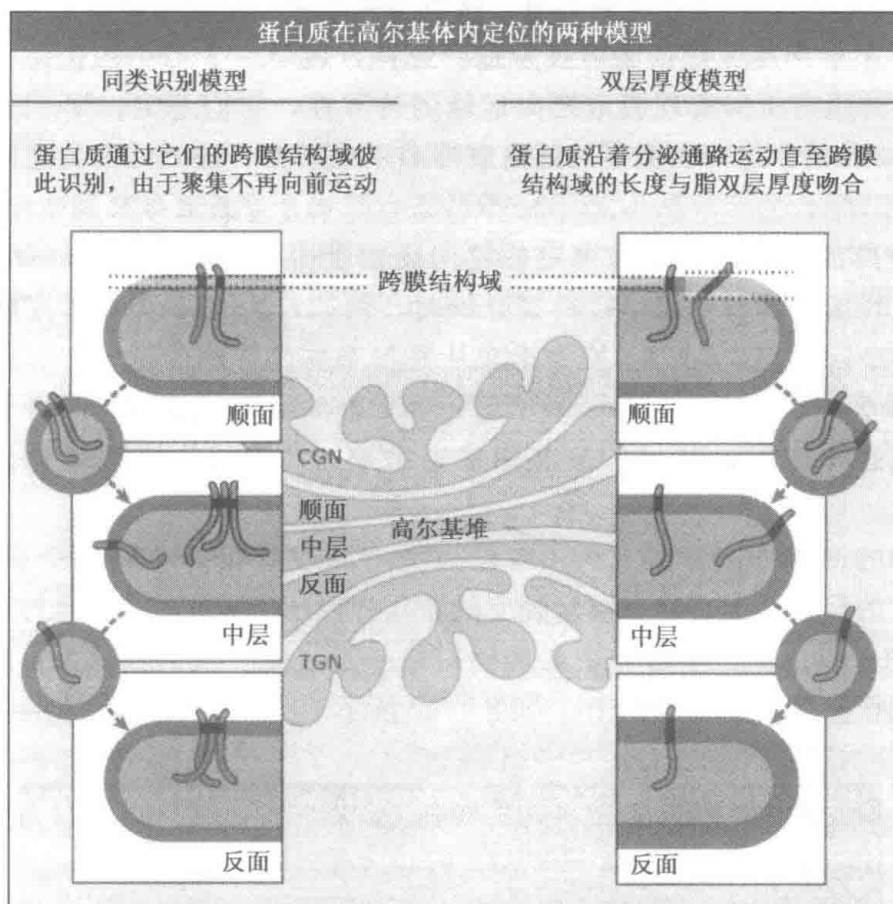 蛋白质在高尔基体内定位的两种模型
同类识别模型
双层厚度模型
蛋白质通过它们的跨膜结构域彼
此识别，由于聚集不再向前运动
蛋白质沿着分泌通路运动直至跨膜
结构域的长度与脂双层厚度吻合
跨膜结构域
顺面
顺面
CGN
顺面
高尔基堆
中层
反面
中层
中层
TGN
反面
反面